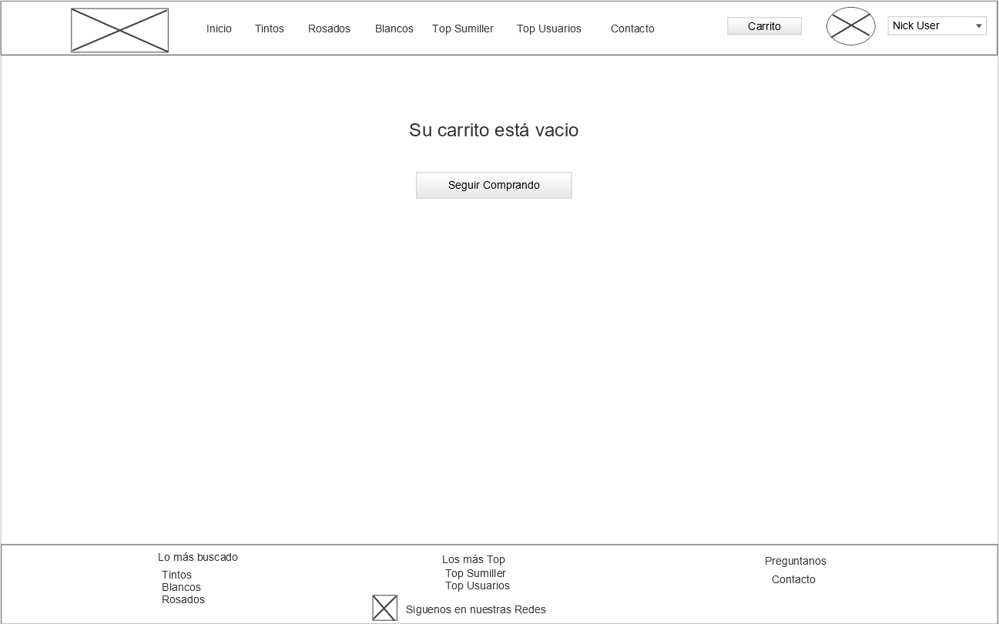 Inicio Tintos Rosados Blancos Top Sumiller Top Usuarios Contacto Carrito Nick User
Su carrito está vacio
Seguir Comprando
Lo más buscado
Tintos
Blancos
Rosados
Los más Top
Top Sumiller
Top Usuarios
Siguenos en nuestras Redes
Preguntanos
Contacto